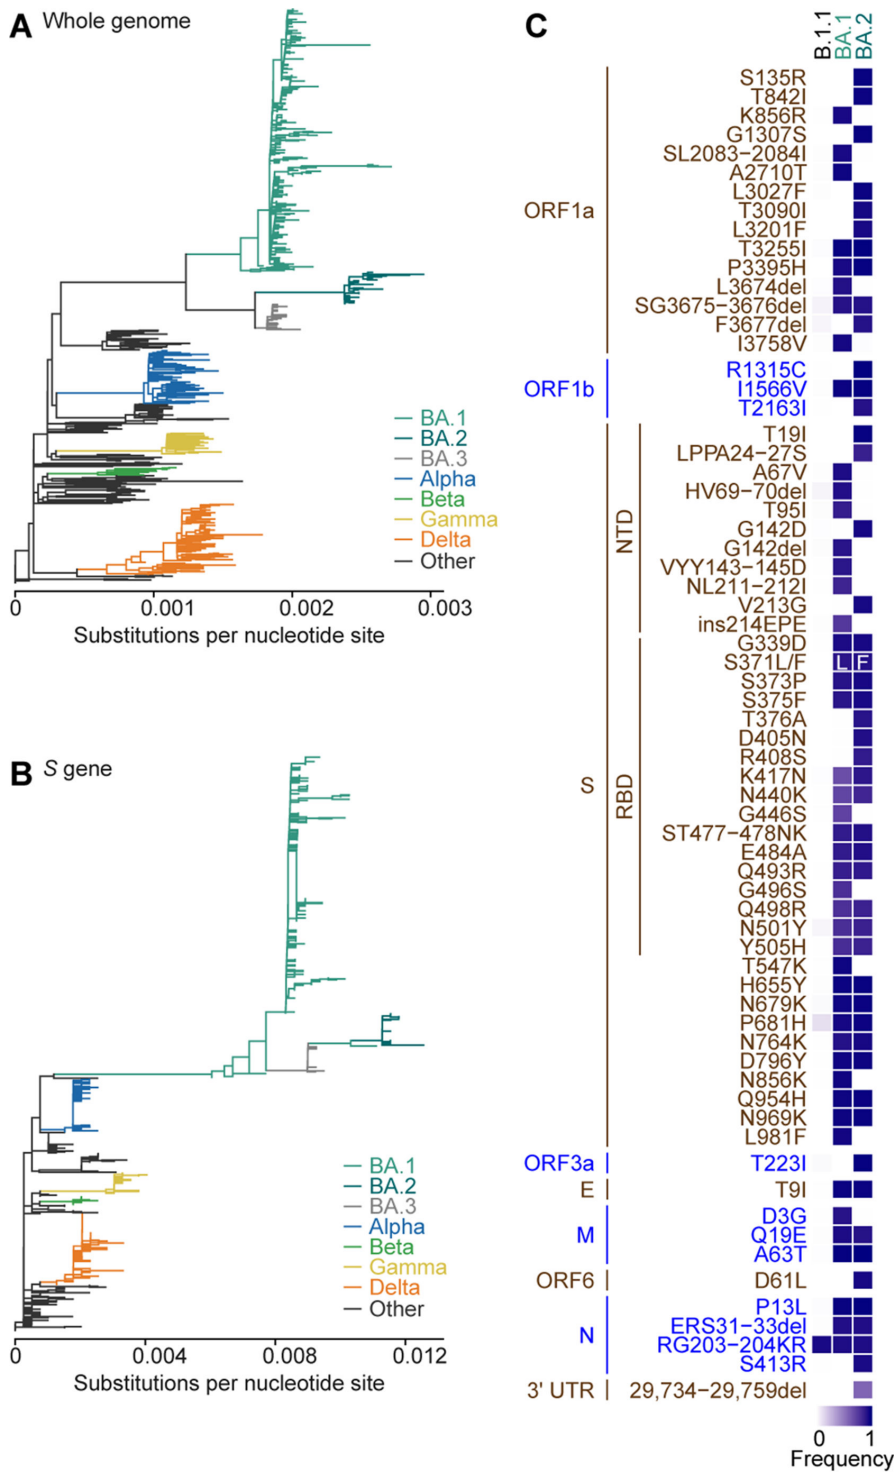 A Whole genome
BA.1
BA.2
BA.3
Alpha
Beta
Gamma
Delta
Other
0 0.001 0.002 0.003
Substitutions per nucleotide site
B S gene
BA.1
BA.2
BA.3
Alpha
Beta
Gamma
Delta
Other
0 0.004 0.008 0.012
Substitutions per nucleotide site
C
B.1.1
BA.1
BA.2
ORF1a
S135R
T842I
K856R
G1307S
SL2083−2084I
A2710T
L3027F
T3090I
L3201F
T3255I
P3395H
L3674del
SG3675−3676del
F3677del
I3758V
ORF1b
R1315C
I1566V
T2163I
S
NTD
T19I
LPPA24−27S
A67V
HV69−70del
T95I
G142D
G142del
VYY143−145D
NL211−212I
V213G
ins214EPE
RBD
G339D
S371L/F L F
S373P
S375F
T376A
D405N
R408S
K417N
N440K
G446S
ST477−478NK
E484A
Q493R
G496S
Q498R
N501Y
Y505H
T547K
H655Y
N679K
P681H
N764K
D796Y
N856K
Q954H
N969K
L981F
ORF3a T223I
E T9I
M
D3G
Q19E
A63T
ORF6 D61L
N
P13L
ERS31−33del
RG203−204KR
S413R
3' UTR 29,734−29,759del
0 1
Frequency